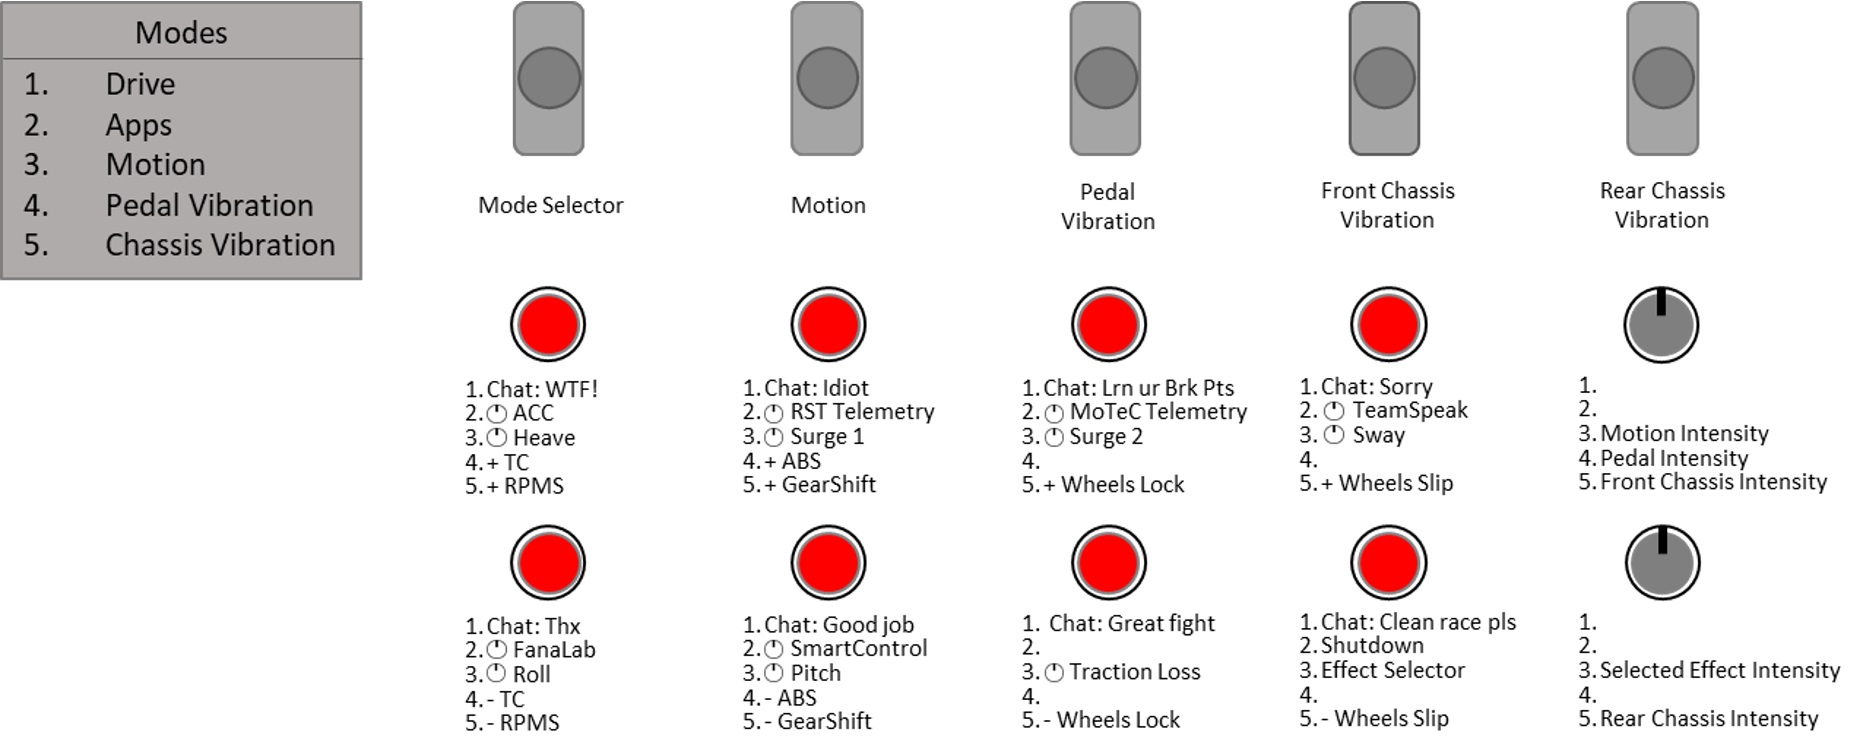 Modes
1. Drive
2. Apps
3. Motion
4. Pedal Vibration
5. Chassis Vibration
Mode Selector
Motion
Pedal
Vibration
Front Chassis
Vibration
Rear Chassis
Vibration
1. Chat: WTF!
2. ACC
3. Heave
4. + TC
5. + RPMS
1. Chat: Idiot
2. RST Telemetry
3. Surge 1
4. + ABS
5. + GearShift
1. Chat: Lrn ur Brk Pts
2. MoTeC Telemetry
3. Surge 2
4.
5. + Wheels Lock
1. Chat: Sorry
2. TeamSpeak
3. Sway
4.
5. + Wheels Slip
1.
2.
3. Motion Intensity
4. Pedal Intensity
5. Front Chassis Intensity
1. Chat: Thx
2. FanaLab
3. Roll
4. - TC
5. - RPMS
1. Chat: Good job
2. SmartControl
3. Pitch
4. - ABS
5. - GearShift
1. Chat: Great fight
2.
3. Traction Loss
4.
5. - Wheels Lock
1. Chat: Clean race pls
2. Shutdown
3. Effect Selector
4.
5. - Wheels Slip
1.
2.
3. Selected Effect Intensity
4.
5. Rear Chassis Intensity